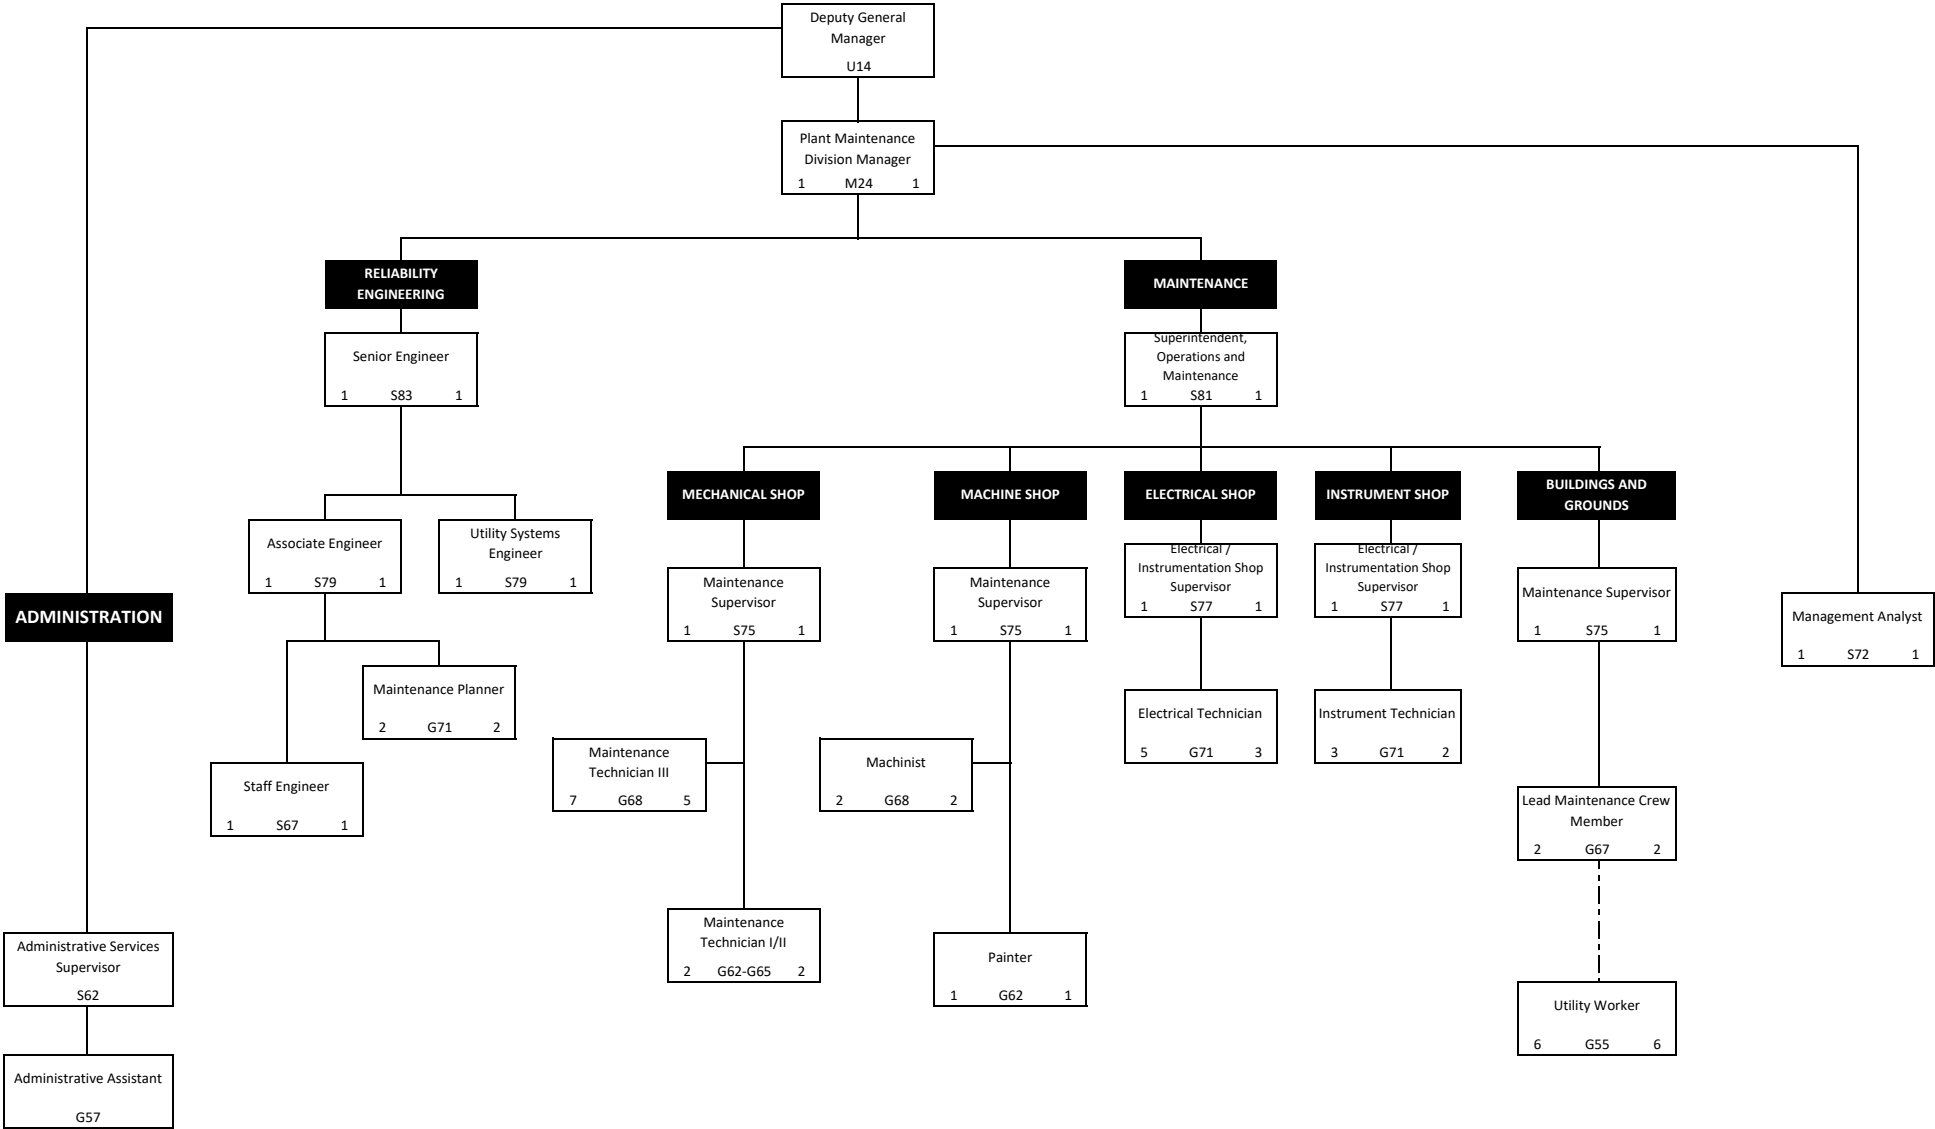 Deputy General
Manager
U14
Plant Maintenance
Division Manager
1 M24 1
RELIABILITY
ENGINEERING
Senior Engineer
1 S83 1
Associate Engineer
1 S79 1
Utility Systems
Engineer
1 S79 1
Maintenance Planner
2 G71 2
Staff Engineer
1 S67 1
MAINTENANCE
Superintendent,
Operations and
Maintenance
1 S81 1
MECHANICAL SHOP
Maintenance
Supervisor
1 S75 1
Maintenance
Technician III
7 G68 5
Maintenance
Technician I/II
2 G62-G65 2
MACHINE SHOP
Maintenance
Supervisor
1 S75 1
Machinist
2 G68 2
Painter
1 G62 1
ELECTRICAL SHOP
Electrical /
Instrumentation Shop
Supervisor
1 S77 1
Electrical Technician
5 G71 3
INSTRUMENT SHOP
Electrical /
Instrumentation Shop
Supervisor
1 S77 1
Instrument Technician
3 G71 2
BUILDINGS AND
GROUNDS
Maintenance Supervisor
1 S75 1
Lead Maintenance Crew
Member
2 G67 2
Utility Worker
6 G55 6
Management Analyst
1 S72 1
ADMINISTRATION
Administrative Services
Supervisor
S62
Administrative Assistant
G57